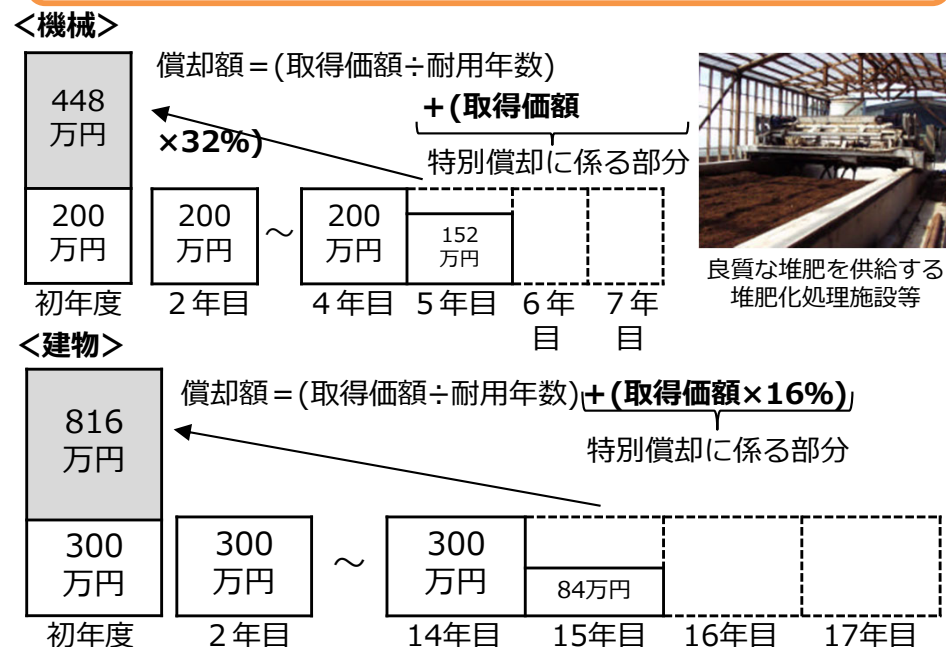 ＜機械＞
償却額＝(取得価額÷耐用年数)
＋(取得価額
×32%)
特別償却に係る部分
448
万円
200
万円
200
万円
～
200
万円
152
万円
初年度
２年目
４年目
５年目
６年
目
７年
目
良質な堆肥を供給する
堆肥化処理施設等
＜建物＞
償却額＝(取得価額÷耐用年数)＋(取得価額×16%)
特別償却に係る部分
816
万円
300
万円
300
万円
～
300
万円
84万円
初年度
２年目
14年目
15年目
16年目
17年目